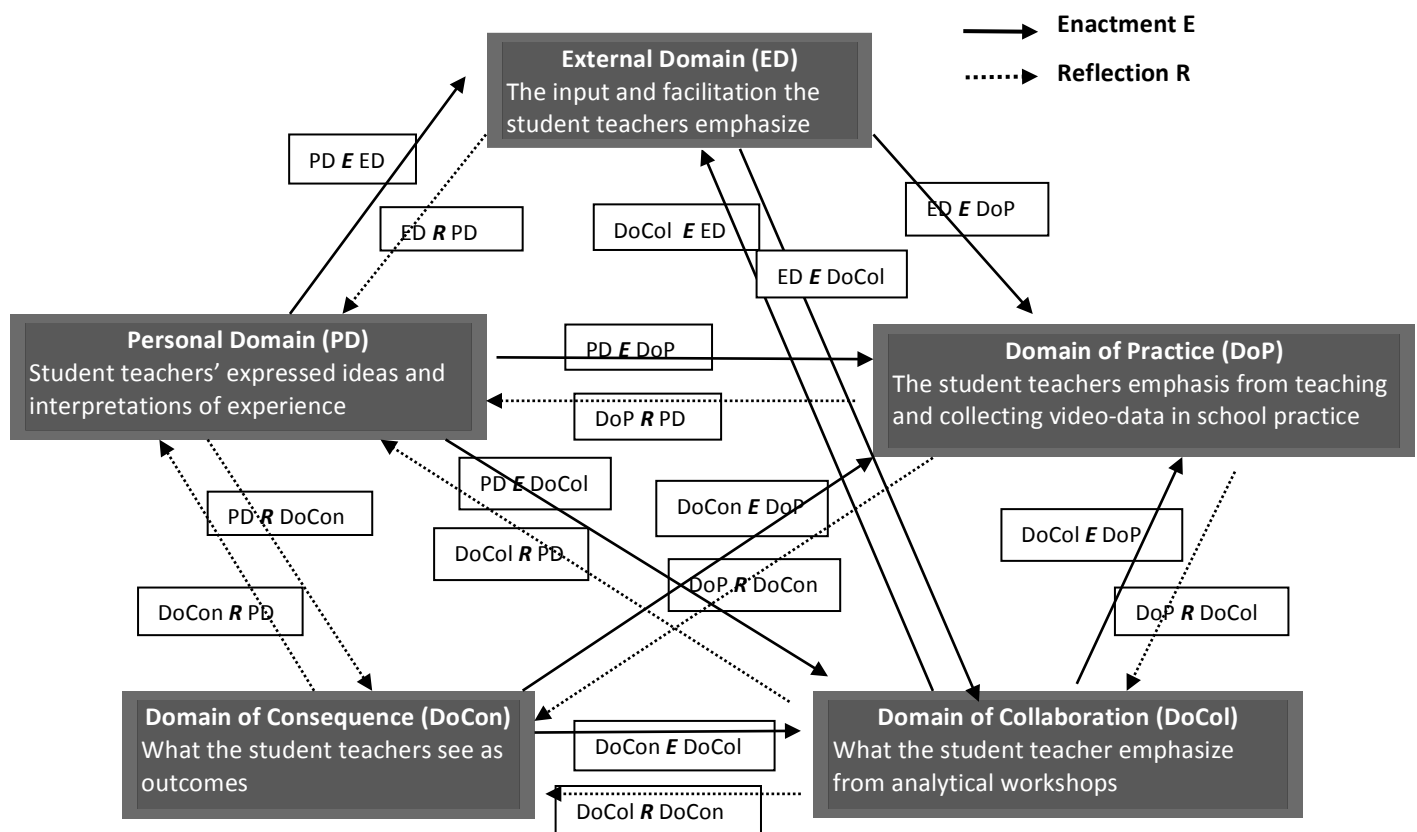 Enactment E
Reflection R
External Domain (ED)
The input and facilitation the
student teachers emphasize
PD E ED
ED R PD
DoCol E ED
ED E DoP
ED E DoCol
Personal Domain (PD)
Student teachers’ expressed ideas and
interpretations of experience
PD E DoP
DoP R PD
Domain of Practice (DoP)
The student teachers emphasis from teaching
and collecting video-data in school practice
PD E DoCol
PD R DoCon
DoCon E DoP
DoCol E DoP
DoCol R PD
DoP R DoCon
DoCon R PD
DoP R DoCol
Domain of Consequence (DoCon)
What the student teachers see as
outcomes
DoCon E DoCol
DoCol R DoCon
Domain of Collaboration (DoCol)
What the student teacher emphasize
from analytical workshops